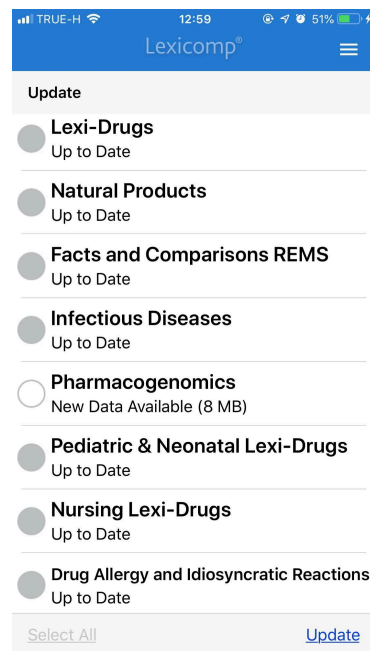 TRUE-H 12:59 51%
Lexicomp®
Update
Lexi-Drugs
Up to Date
Natural Products
Up to Date
Facts and Comparisons REMS
Up to Date
Infectious Diseases
Up to Date
Pharmacogenomics
New Data Available (8 MB)
Pediatric & Neonatal Lexi-Drugs
Up to Date
Nursing Lexi-Drugs
Up to Date
Drug Allergy and Idiosyncratic Reactions
Up to Date
Select All Update